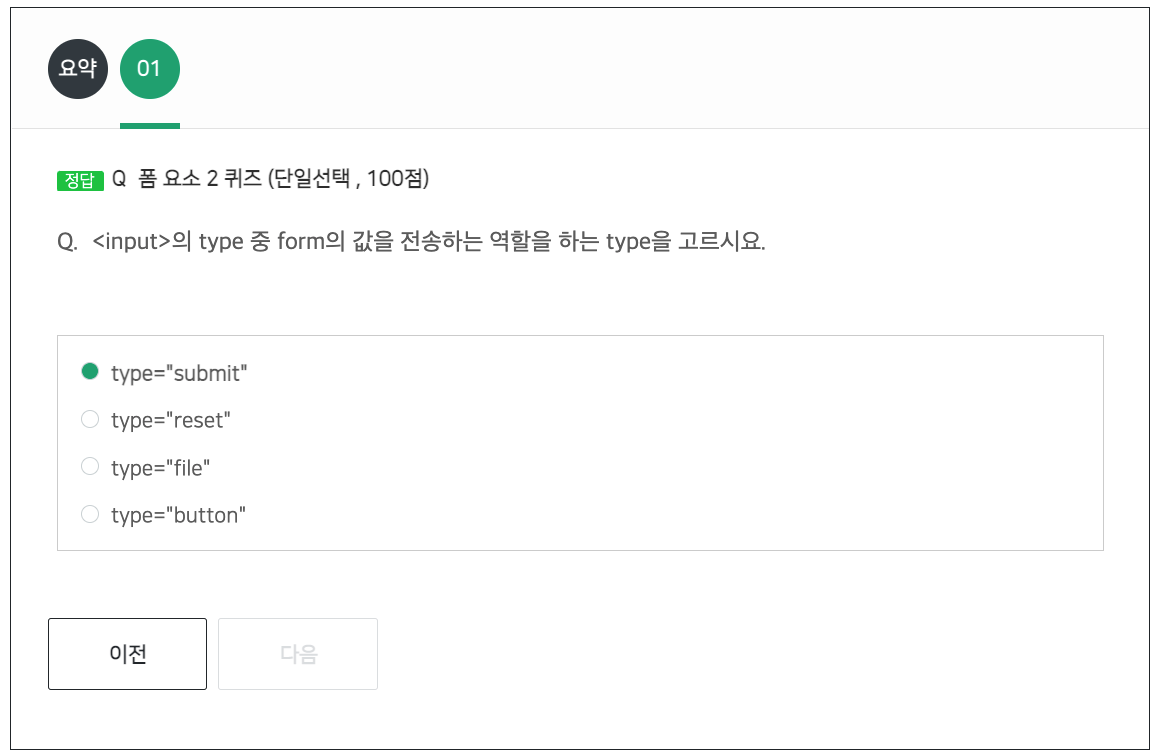 요약 01
정답 Q 폼 요소 2 퀴즈 (단일선택 , 100점)
Q. <input>의 type 중 form의 값을 전송하는 역할을 하는 type을 고르시요.
type="submit"
type="reset"
type="file"
type="button"
이전 다음